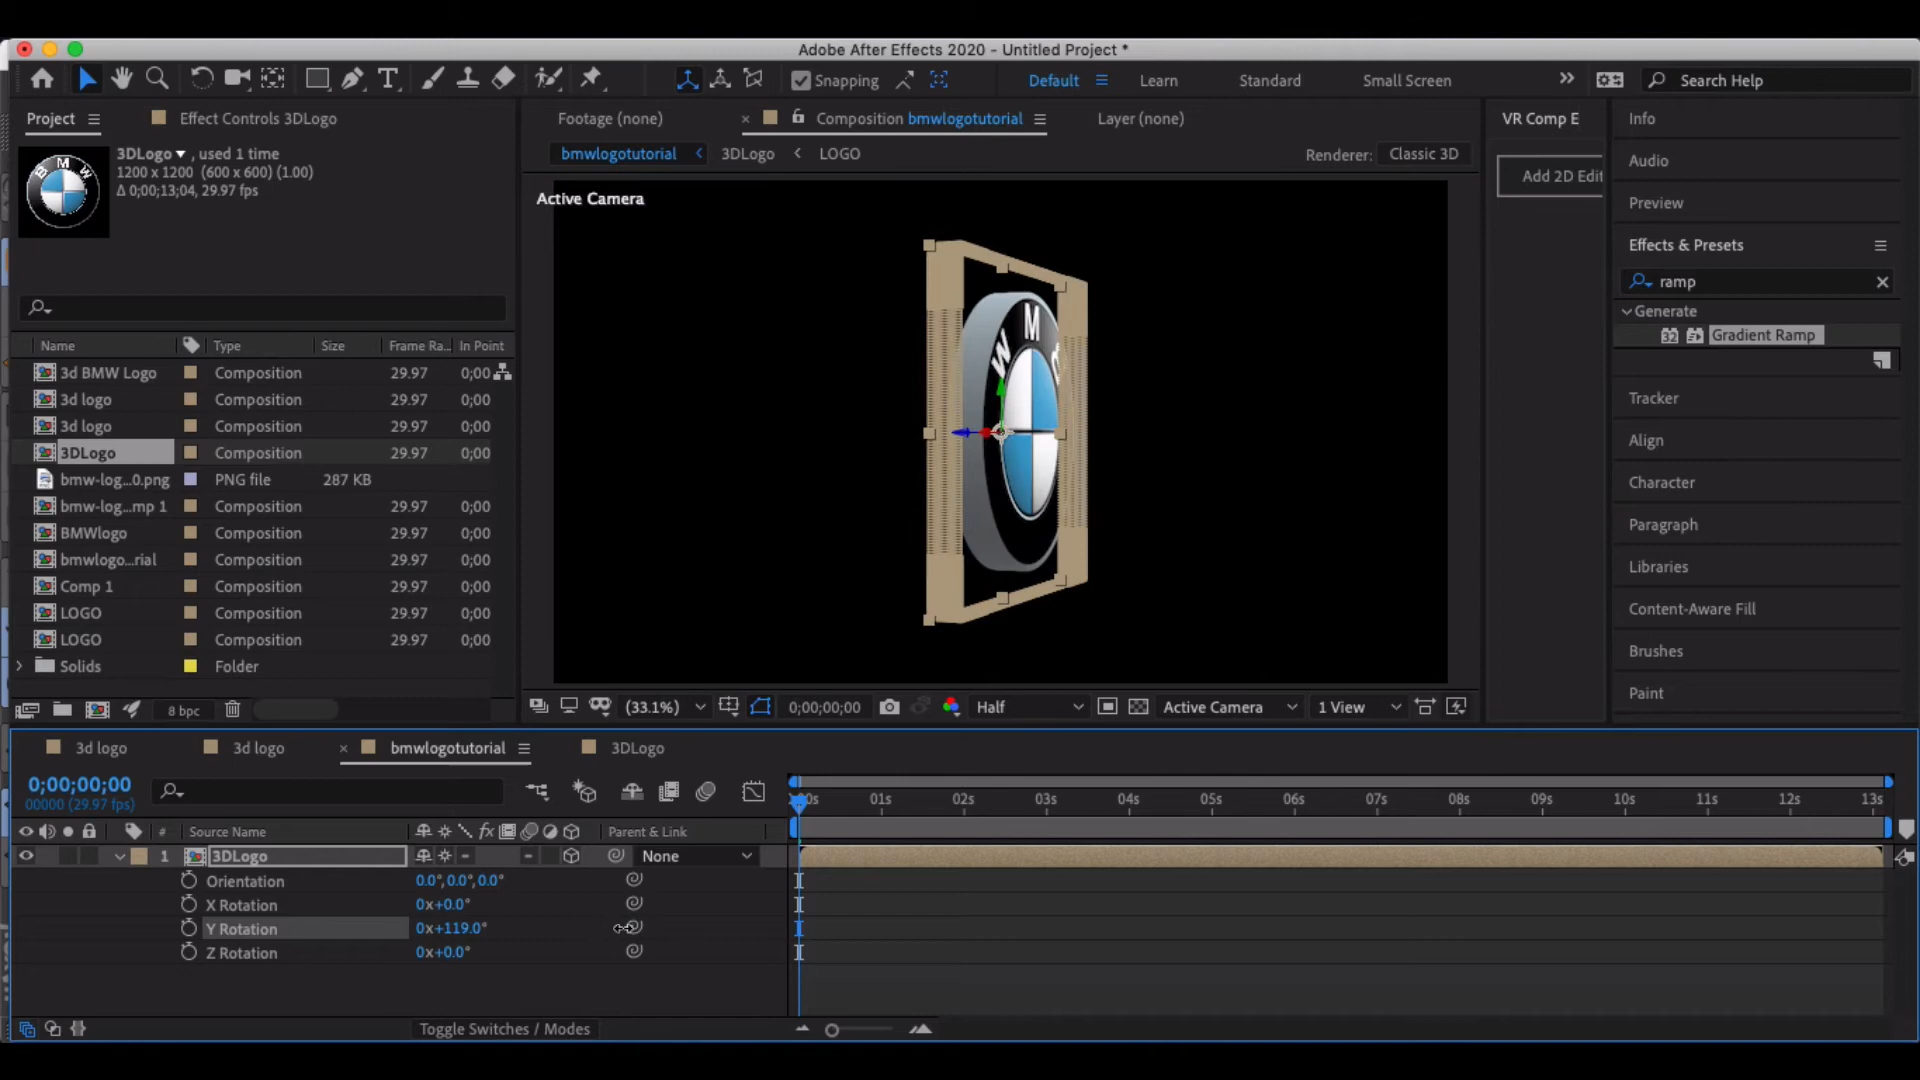 Adobe After Effects 2020 - Untitled Project *
Snapping
Default
Learn
Standard
Small Screen
Search Help
Project
Effect Controls 3DLogo
3DLogo▼, used 1 time
1200 x 1200 (600 x 600) (1.00)
Δ 0;00;13;04, 29.97 fps
Footage (none)
Composition bmwlogotutorial
Layer (none)
bmwlogotutorial
3DLogo
LOGO
Renderer: Classic 3D
Active Camera
VR Comp E
Add 2D Edit
Info
Audio
Preview
Effects & Presets
ramp
Generate
32
Gradient Ramp
Tracker
Align
Character
Paragraph
Libraries
Content-Aware Fill
Brushes
Paint
Name Type Size Frame Ra... In Point
3d BMW Logo Composition 29.97 0;00
3d logo Composition 29.97 0;00
3d logo Composition 29.97 0;00
3DLogo Composition 29.97 0;00
bmw-log...0.png PNG file 287 KB
bmw-log...mp 1 Composition 29.97 0;00
BMWlogo Composition 29.97 0;00
bmwlogo...rial Composition 29.97 0;00
Comp 1 Composition 29.97 0;00
LOGO Composition 29.97 0;00
LOGO Composition 29.97 0;00
Solids Folder
8 bpc
B M W
W M
(33.1%)
0;00;00;00
Half
Active Camera
1 View
3d logo
3d logo
bmwlogotutorial
3DLogo
0;00;00;00
00000 (29.97 fps)
01s 02s 03s 04s 05s 06s 07s 08s 09s 10s 11s 12s 13s
# Source Name fx Parent & Link
1 3DLogo None
Orientation 0.0°,0.0°,0.0°
X Rotation 0x+0.0°
Y Rotation 0x+119.0°
Z Rotation 0x+0.0°
Toggle Switches / Modes